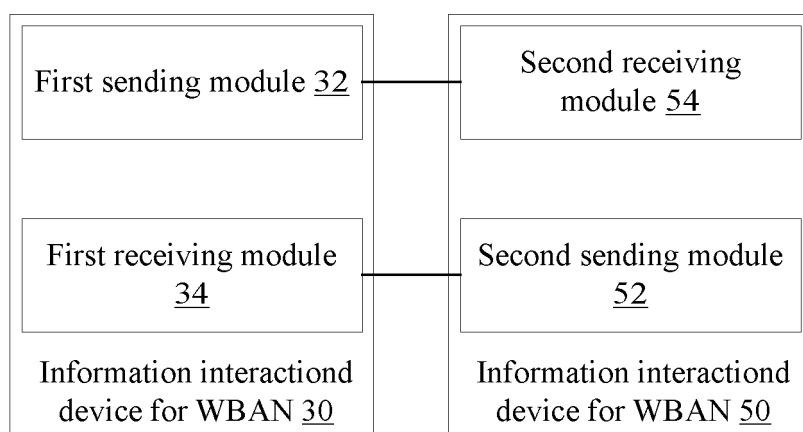 First sending module 32
Second receiving
module 54
First receiving module
34
Second sending module
52
Information interactiond
device for WBAN 30
Information interactiond
device for WBAN 50